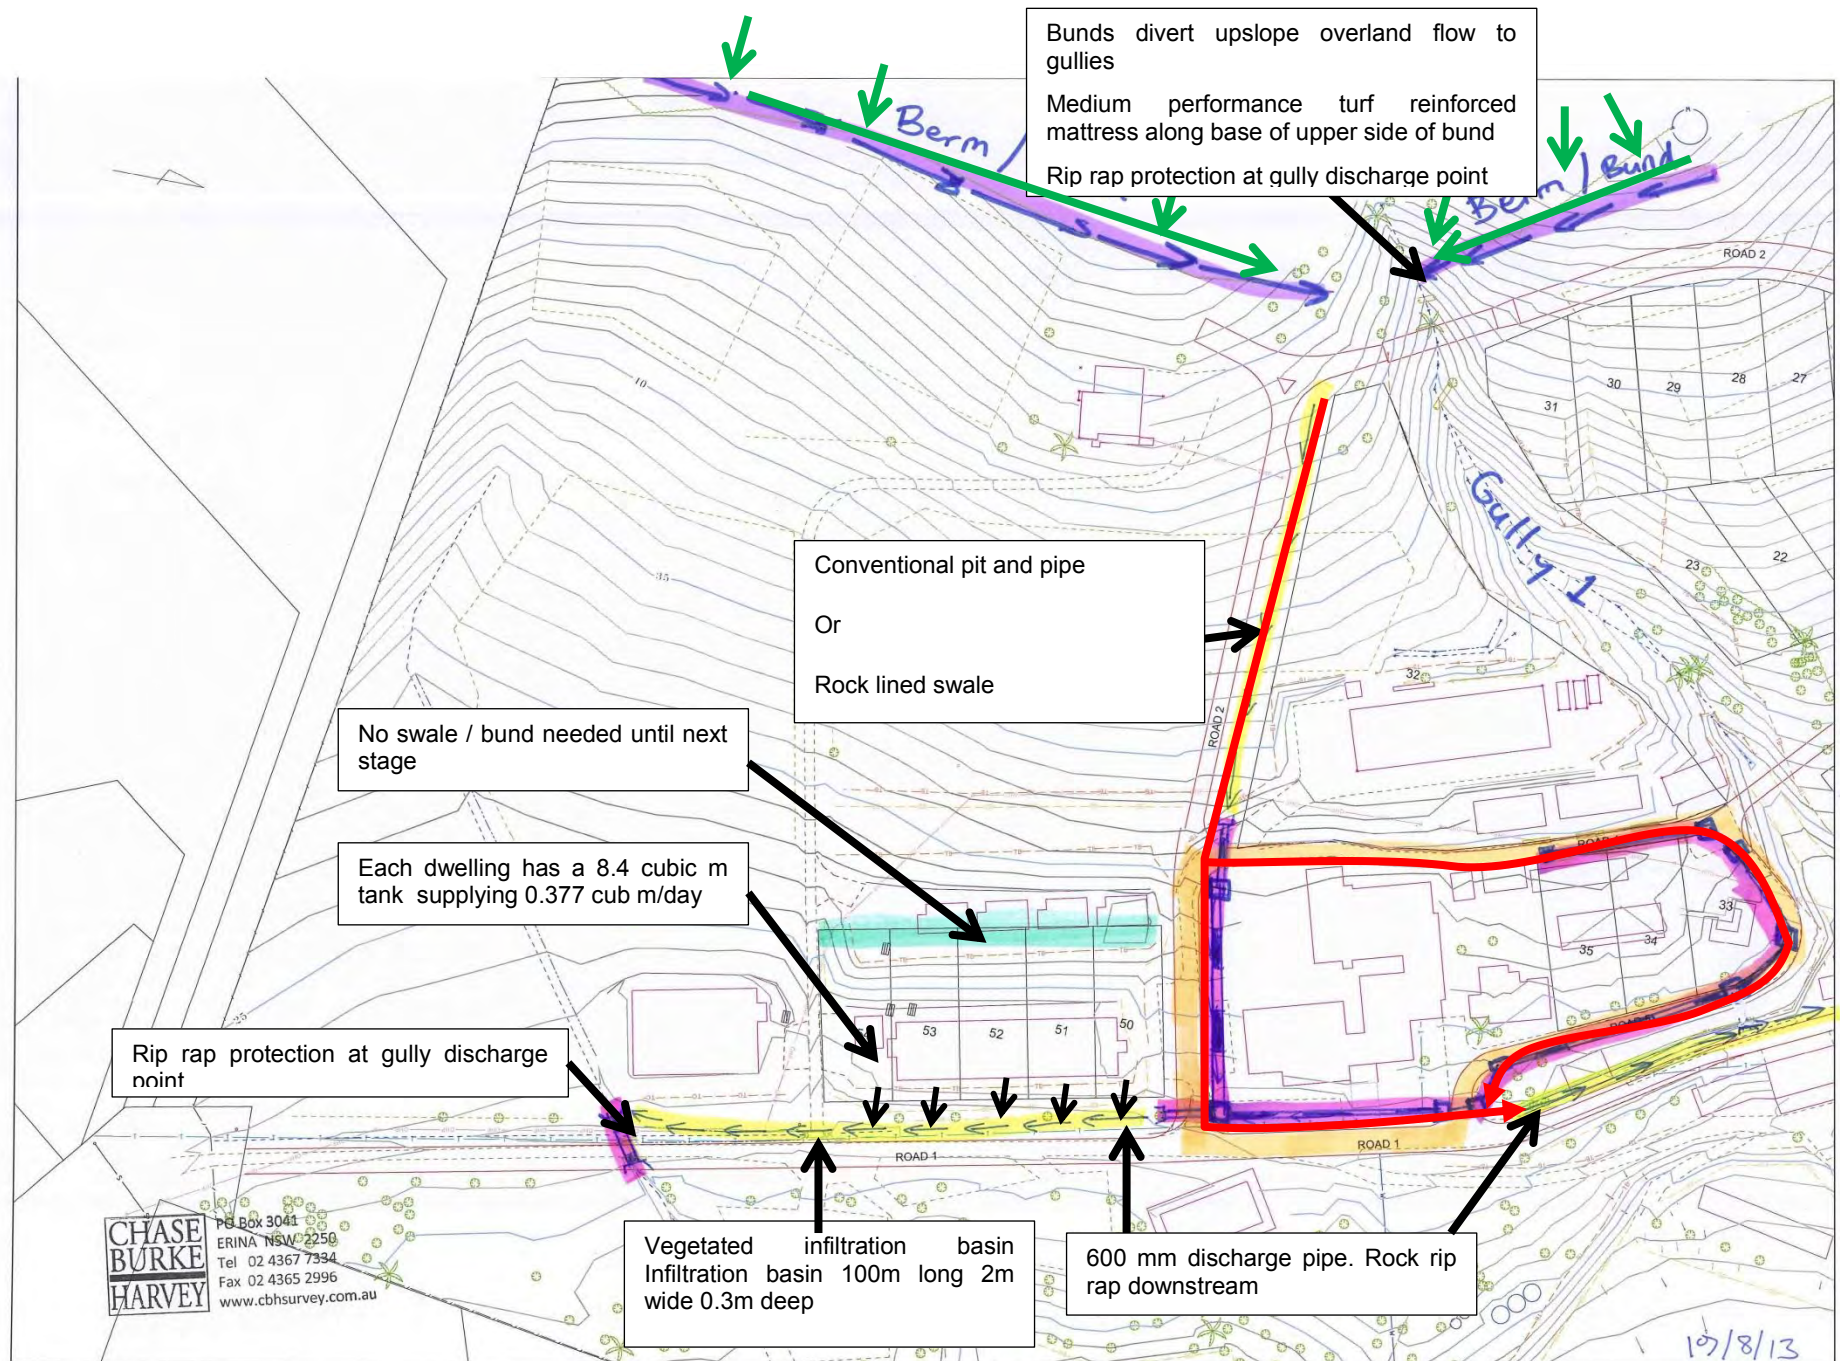 Bunds divert upslope overland flow to
gullies
Medium performance turf reinforced
mattress along base of upper side of bund
Rip rap protection at gully discharge point
Berm /
Berm / Bund
ROAD 2
30
29
28
27
31
10
Gully 1
22
23
35
Conventional pit and pipe
Or
Rock lined swale
32
ROAD 2
No swale / bund needed until next
stage
Each dwelling has a 8.4 cubic m
tank supplying 0.377 cub m/day
33
34
35
53
52
51
50
Rip rap protection at gully discharge
point
ROAD 1
ROAD 1
CHASE
BURKE
HARVEY
PO Box 3041
ERINA NSW 2250
Tel 02 4367 7334
Fax 02 4365 2996
www.cbhsurvey.com.au
Vegetated infiltration basin
Infiltration basin 100m long 2m
wide 0.3m deep
600 mm discharge pipe. Rock rip
rap downstream
19/8/13